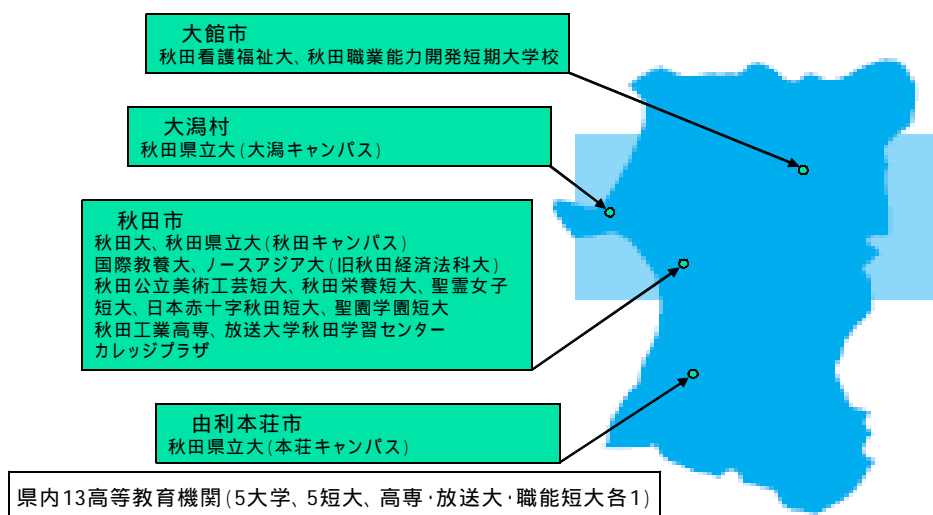 大館市
秋田看護福祉大、秋田職業能力開発短期大学校
大潟村
秋田県立大(大潟キャンパス)
秋田市
秋田大、秋田県立大(秋田キャンパス)
国際教養大、ノースアジア大(旧秋田経済法科大)
秋田公立美術工芸短大、秋田栄養短大、聖霊女子
短大、日本赤十字秋田短大、聖園学園短大
秋田工業高専、放送大学秋田学習センター
カレッジプラザ
由利本荘市
秋田県立大(本荘キャンパス)
県内13高等教育機関(5大学、5短大、高専・放送大・職能短大各1)